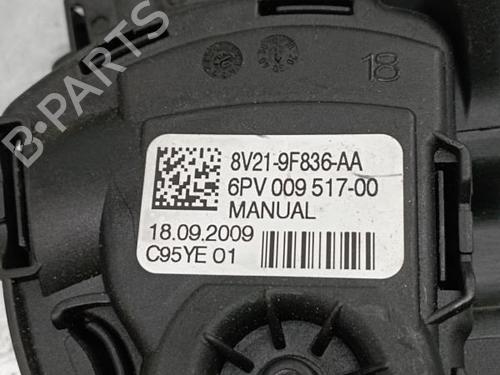 B-PARTS
18
8V21-9F836-AA
6PV 009 517-00
MANUAL
18.09.2009
C95YE 01